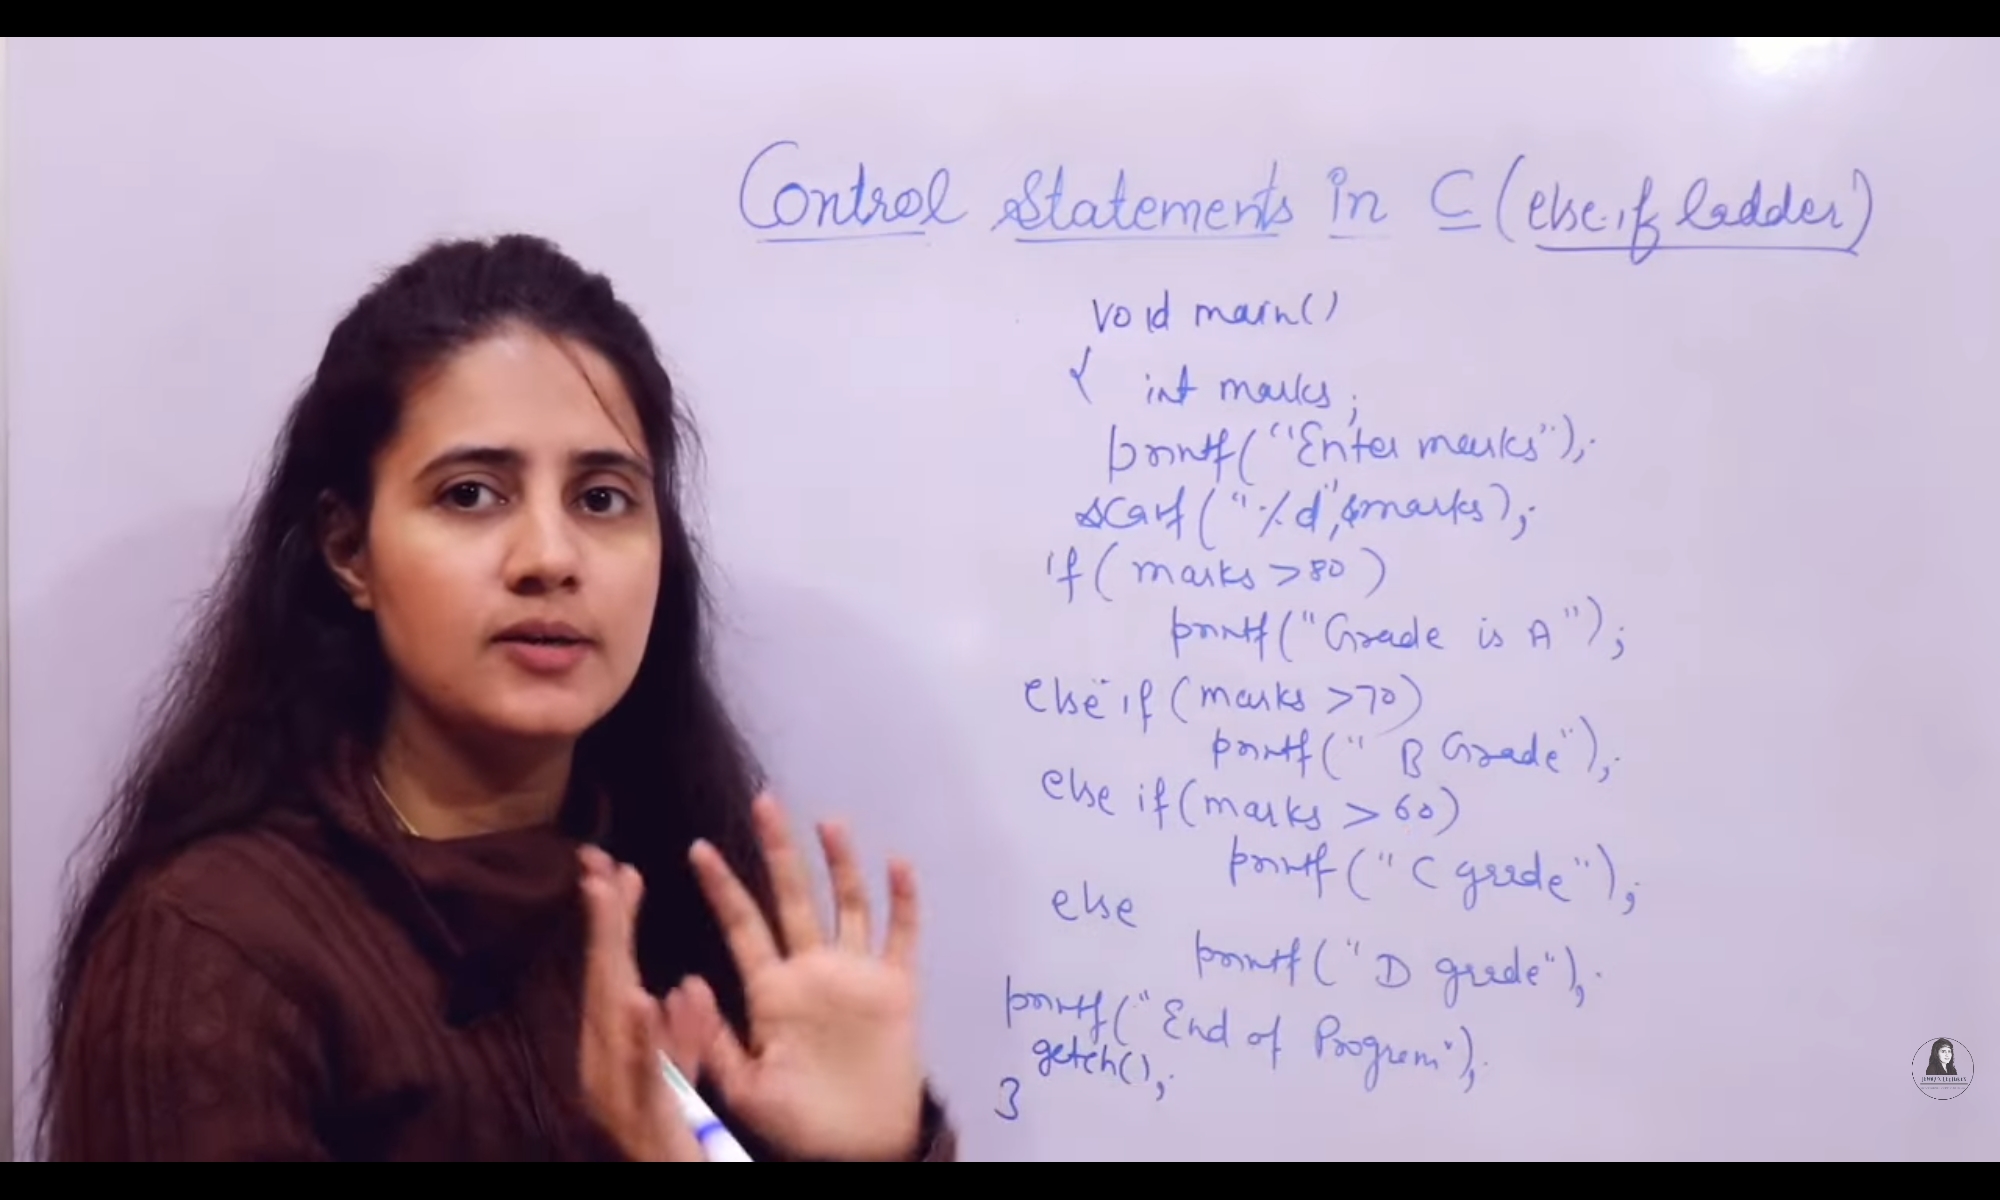 Control Statements in C (else if ladder)
void main()
{ int marks;
printf("Enter marks");
scanf("%d",&marks);
if(marks >80)
printf("Grade is A");
else if(marks >70)
printf(" B Grade");
else if(marks > 60)
printf("C grade");
else
printf("D grade");
printf("End of Program");
getch();
}